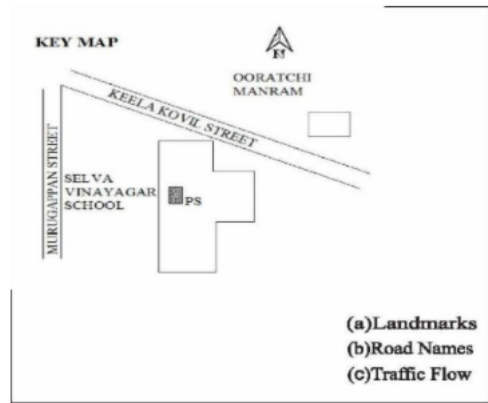 KEY MAP
N
OORATCHI
MANRAM
KEELA KOVIL STREET
MURUGAPPAN STREET
SELVA
VINAYAGAR
SCHOOL
PS
(a)Landmarks
(b)Road Names
(c)Traffic Flow